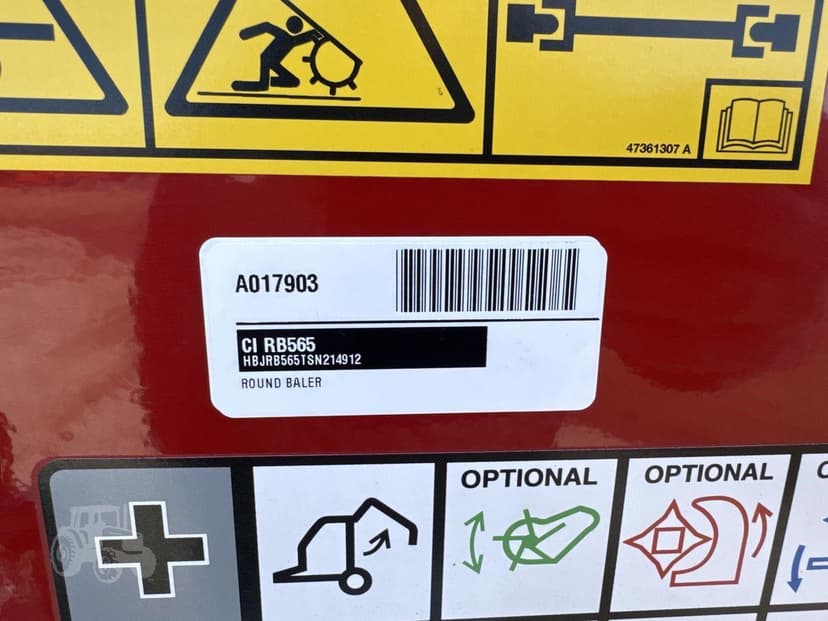 47361307 A
A017903
CI RB565
HBJRB565TSN214912
ROUND BALER
OPTIONAL
OPTIONAL